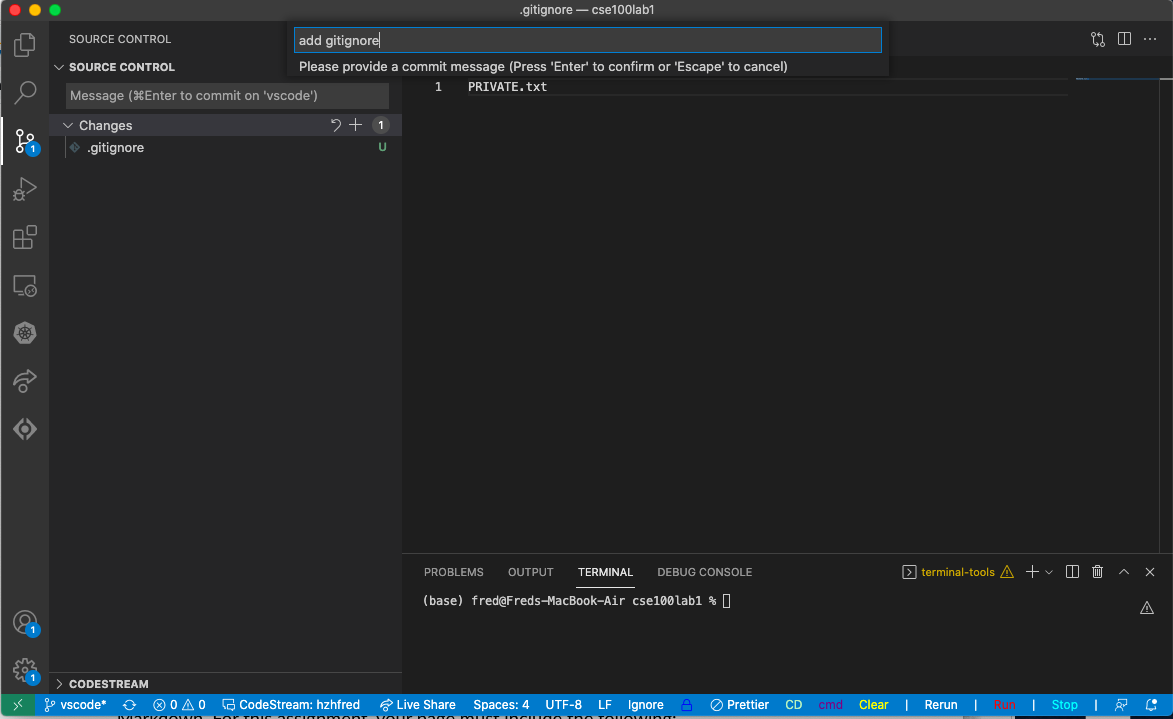 .gitignore — cse100lab1
SOURCE CONTROL
add gitignore
Please provide a commit message (Press 'Enter' to confirm or 'Escape' to cancel)
SOURCE CONTROL
Message (⌘Enter to commit on 'vscode')
1 PRIVATE.txt
Changes 1
.gitignore U
1
PROBLEMS OUTPUT TERMINAL DEBUG CONSOLE terminal-tools
(base) fred@Freds-MacBook-Air cse100lab1 %
1
1
CODESTREAM
vscode* 0 0 CodeStream: hzhfred Live Share Spaces: 4 UTF-8 LF Ignore Prettier CD cmd Clear | Rerun | Run | Stop |
Markdown. For this assignment, your page must include the following: